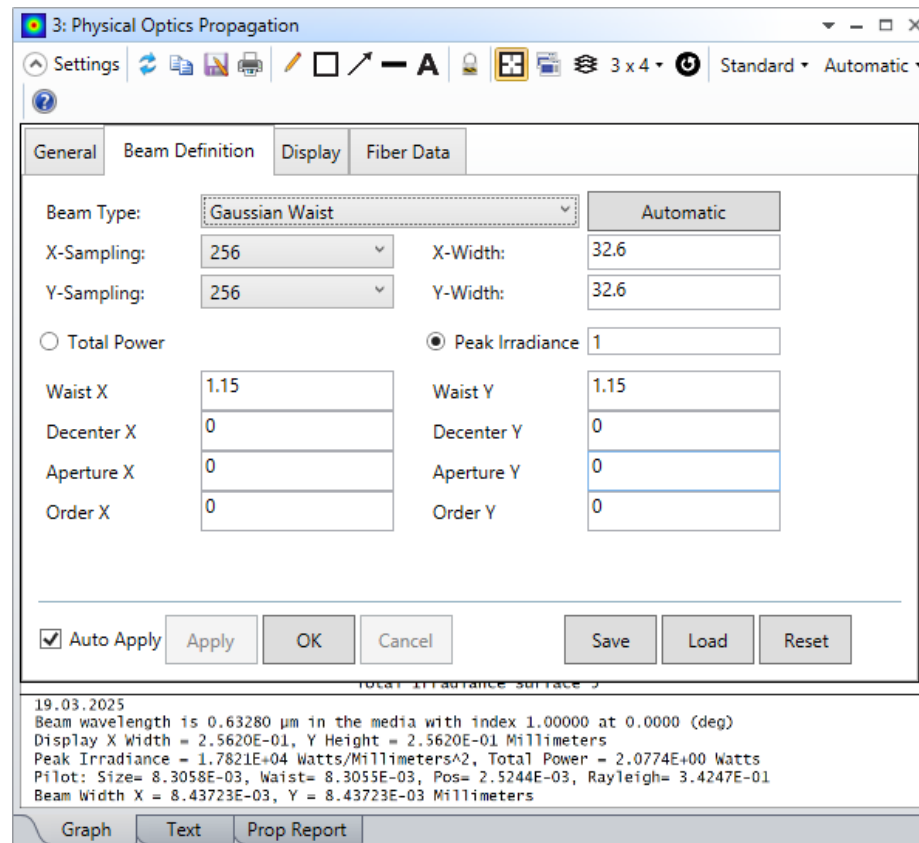 3: Physical Optics Propagation
Settings A 3 x 4 Standard Automatic
General Beam Definition Display Fiber Data
Beam Type: Gaussian Waist Automatic
X-Sampling: 256 X-Width: 32.6
Y-Sampling: 256 Y-Width: 32.6
Total Power Peak Irradiance 1
Waist X 1.15 Waist Y 1.15
Decenter X 0 Decenter Y 0
Aperture X 0 Aperture Y 0
Order X 0 Order Y 0
Auto Apply Apply OK Cancel Save Load Reset
Total Irradiance surface 5
19.03.2025
Beam wavelength is 0.63280 µm in the media with index 1.00000 at 0.0000 (deg)
Display X Width = 2.5620E-01, Y Height = 2.5620E-01 Millimeters
Peak Irradiance = 1.7821E+04 Watts/Millimeters^2, Total Power = 2.0774E+00 Watts
Pilot: Size= 8.3058E-03, Waist= 8.3055E-03, Pos= 2.5244E-03, Rayleigh= 3.4247E-01
Beam Width X = 8.43723E-03, Y = 8.43723E-03 Millimeters
Graph Text Prop Report